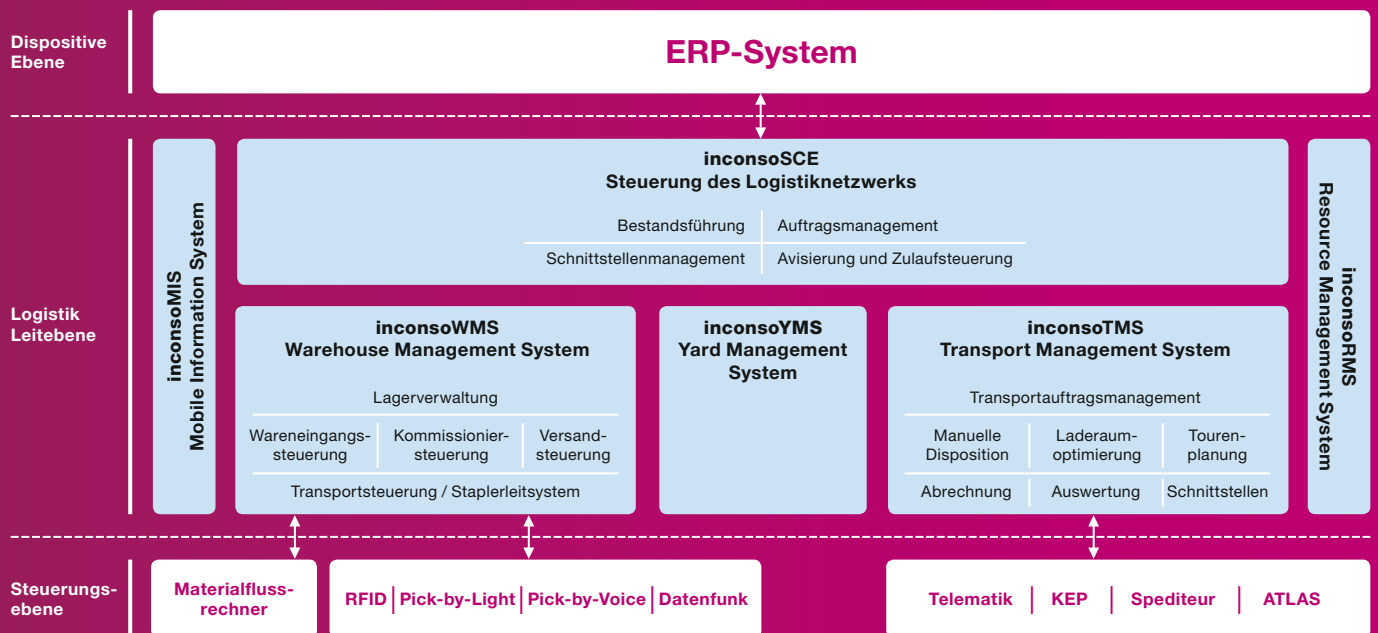 Dispositive
Ebene
ERP-System
Logistik
Leitebene
inconsoMIS
Mobile Information System
inconsoSCE
Steuerung des Logistiknetzwerks
Bestandsführung
Auftragsmanagement
Schnittstellenmanagement
Avisierung und Zulaufsteuerung
inconsoWMS
Warehouse Management System
Lagerverwaltung
Wareneingangs-
steuerung
Kommissionier-
steuerung
Versand-
steuerung
Transportsteuerung / Staplerleitsystem
inconsoYMS
Yard Management
System
inconsoTMS
Transport Management System
Transportauftragsmanagement
Manuelle
Disposition
Laderaum-
optimierung
Touren-
planung
Abrechnung
Auswertung
Schnittstellen
inconsoRMS
Resource Management System
Steuerungs-
ebene
Materialfluss-
rechner
RFID
Pick-by-Light
Pick-by-Voice
Datenfunk
Telematik
KEP
Spediteur
ATLAS